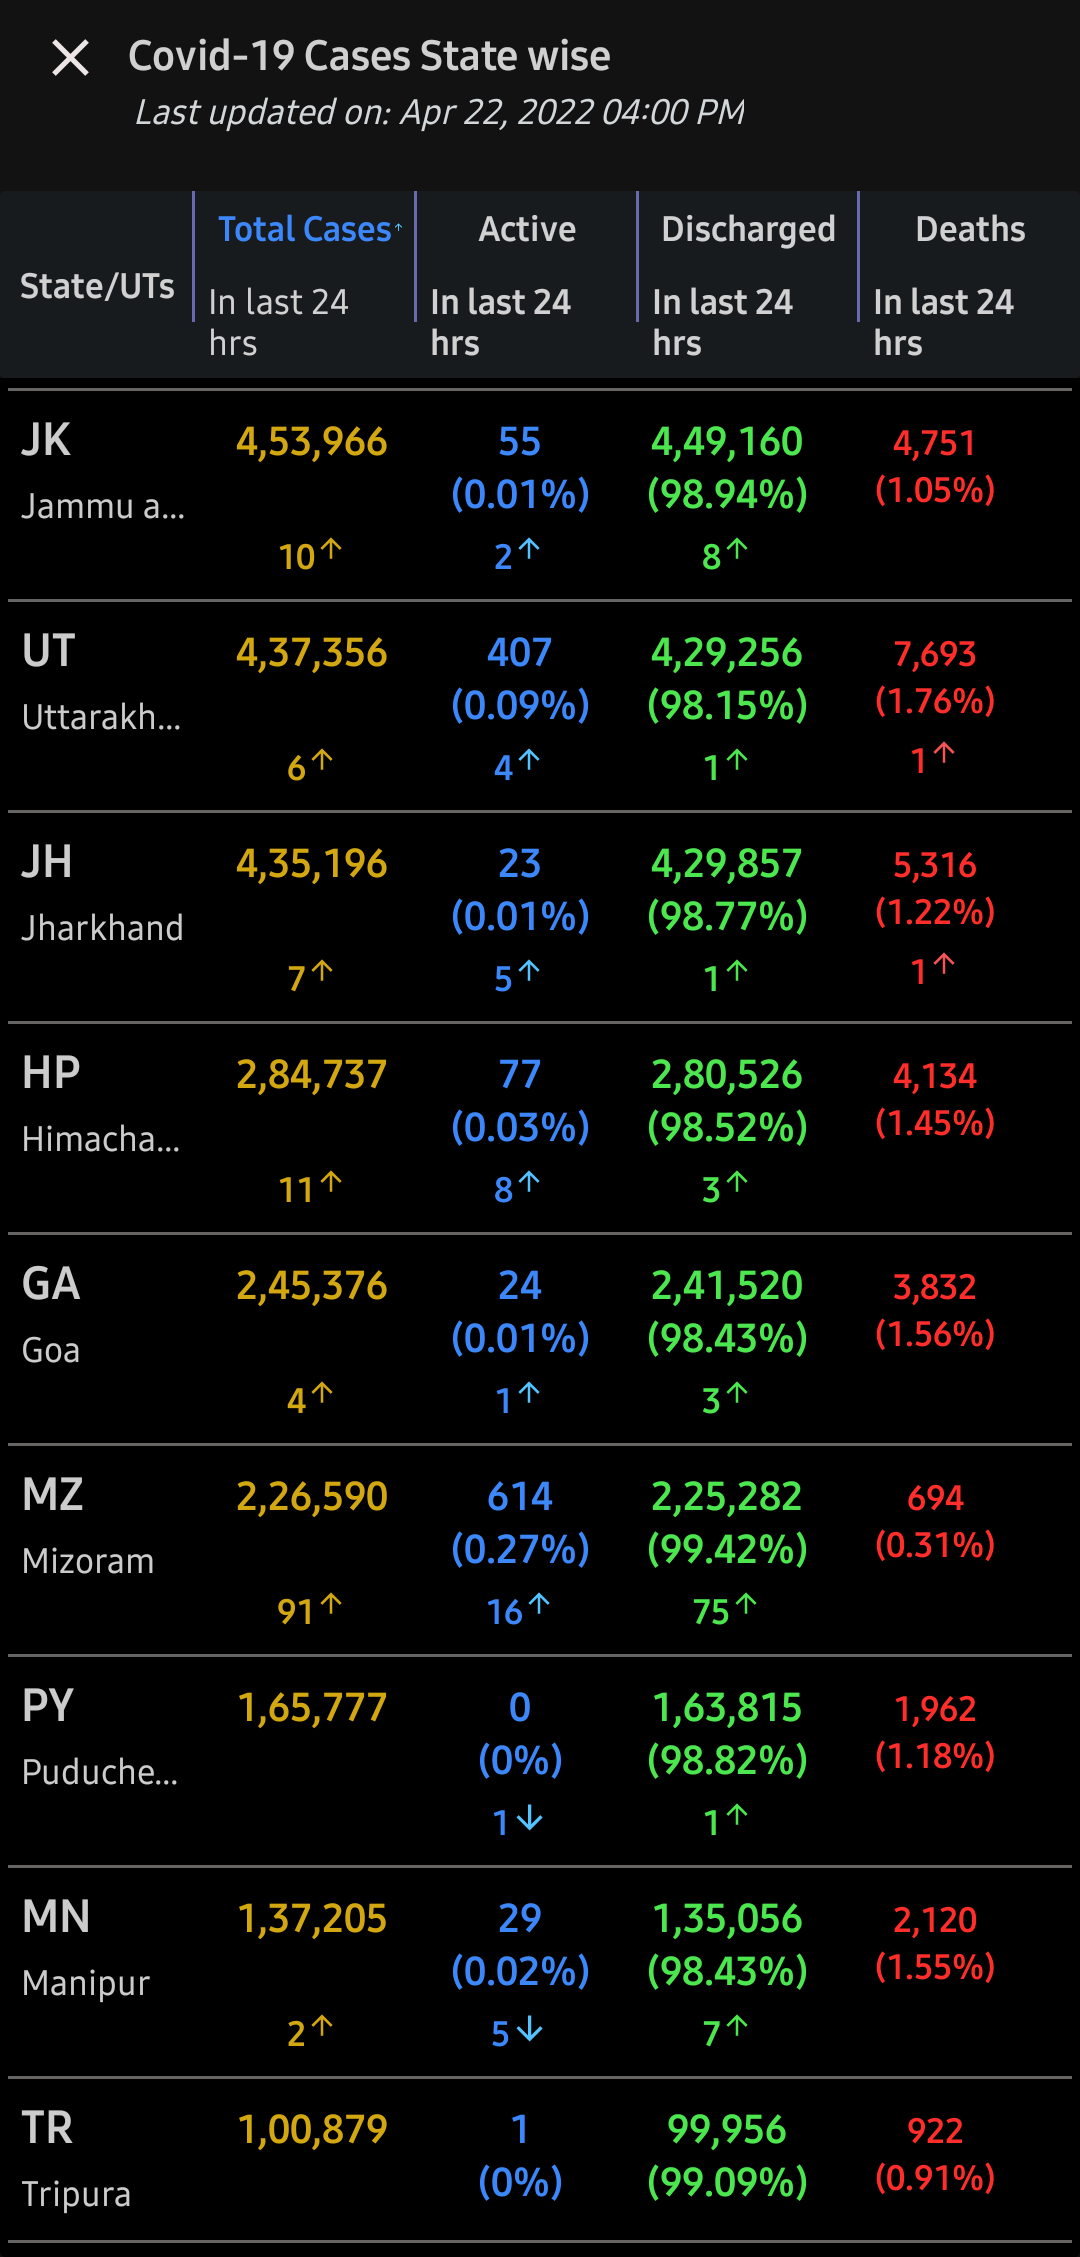 Covid-19 Cases State wise
Last updated on: Apr 22, 2022 04:00 PM
State/UTs
Total Cases↑ Active Discharged Deaths
In last 24 hrs In last 24 hrs In last 24 hrs In last 24 hrs
JK 4,53,966 55 4,49,160 4,751
Jammu a... (0.01%) (98.94%) (1.05%)
10↑ 2↑ 8↑
UT 4,37,356 407 4,29,256 7,693
Uttarakh... (0.09%) (98.15%) (1.76%)
6↑ 4↑ 1↑ 1↑
JH 4,35,196 23 4,29,857 5,316
Jharkhand (0.01%) (98.77%) (1.22%)
7↑ 5↑ 1↑ 1↑
HP 2,84,737 77 2,80,526 4,134
Himacha... (0.03%) (98.52%) (1.45%)
11↑ 8↑ 3↑
GA 2,45,376 24 2,41,520 3,832
Goa (0.01%) (98.43%) (1.56%)
4↑ 1↑ 3↑
MZ 2,26,590 614 2,25,282 694
Mizoram (0.27%) (99.42%) (0.31%)
91↑ 16↑ 75↑
PY 1,65,777 0 1,63,815 1,962
Puduche... (0%) (98.82%) (1.18%)
1↓ 1↑
MN 1,37,205 29 1,35,056 2,120
Manipur (0.02%) (98.43%) (1.55%)
2↑ 5↓ 7↑
TR 1,00,879 1 99,956 922
Tripura (0%) (99.09%) (0.91%)